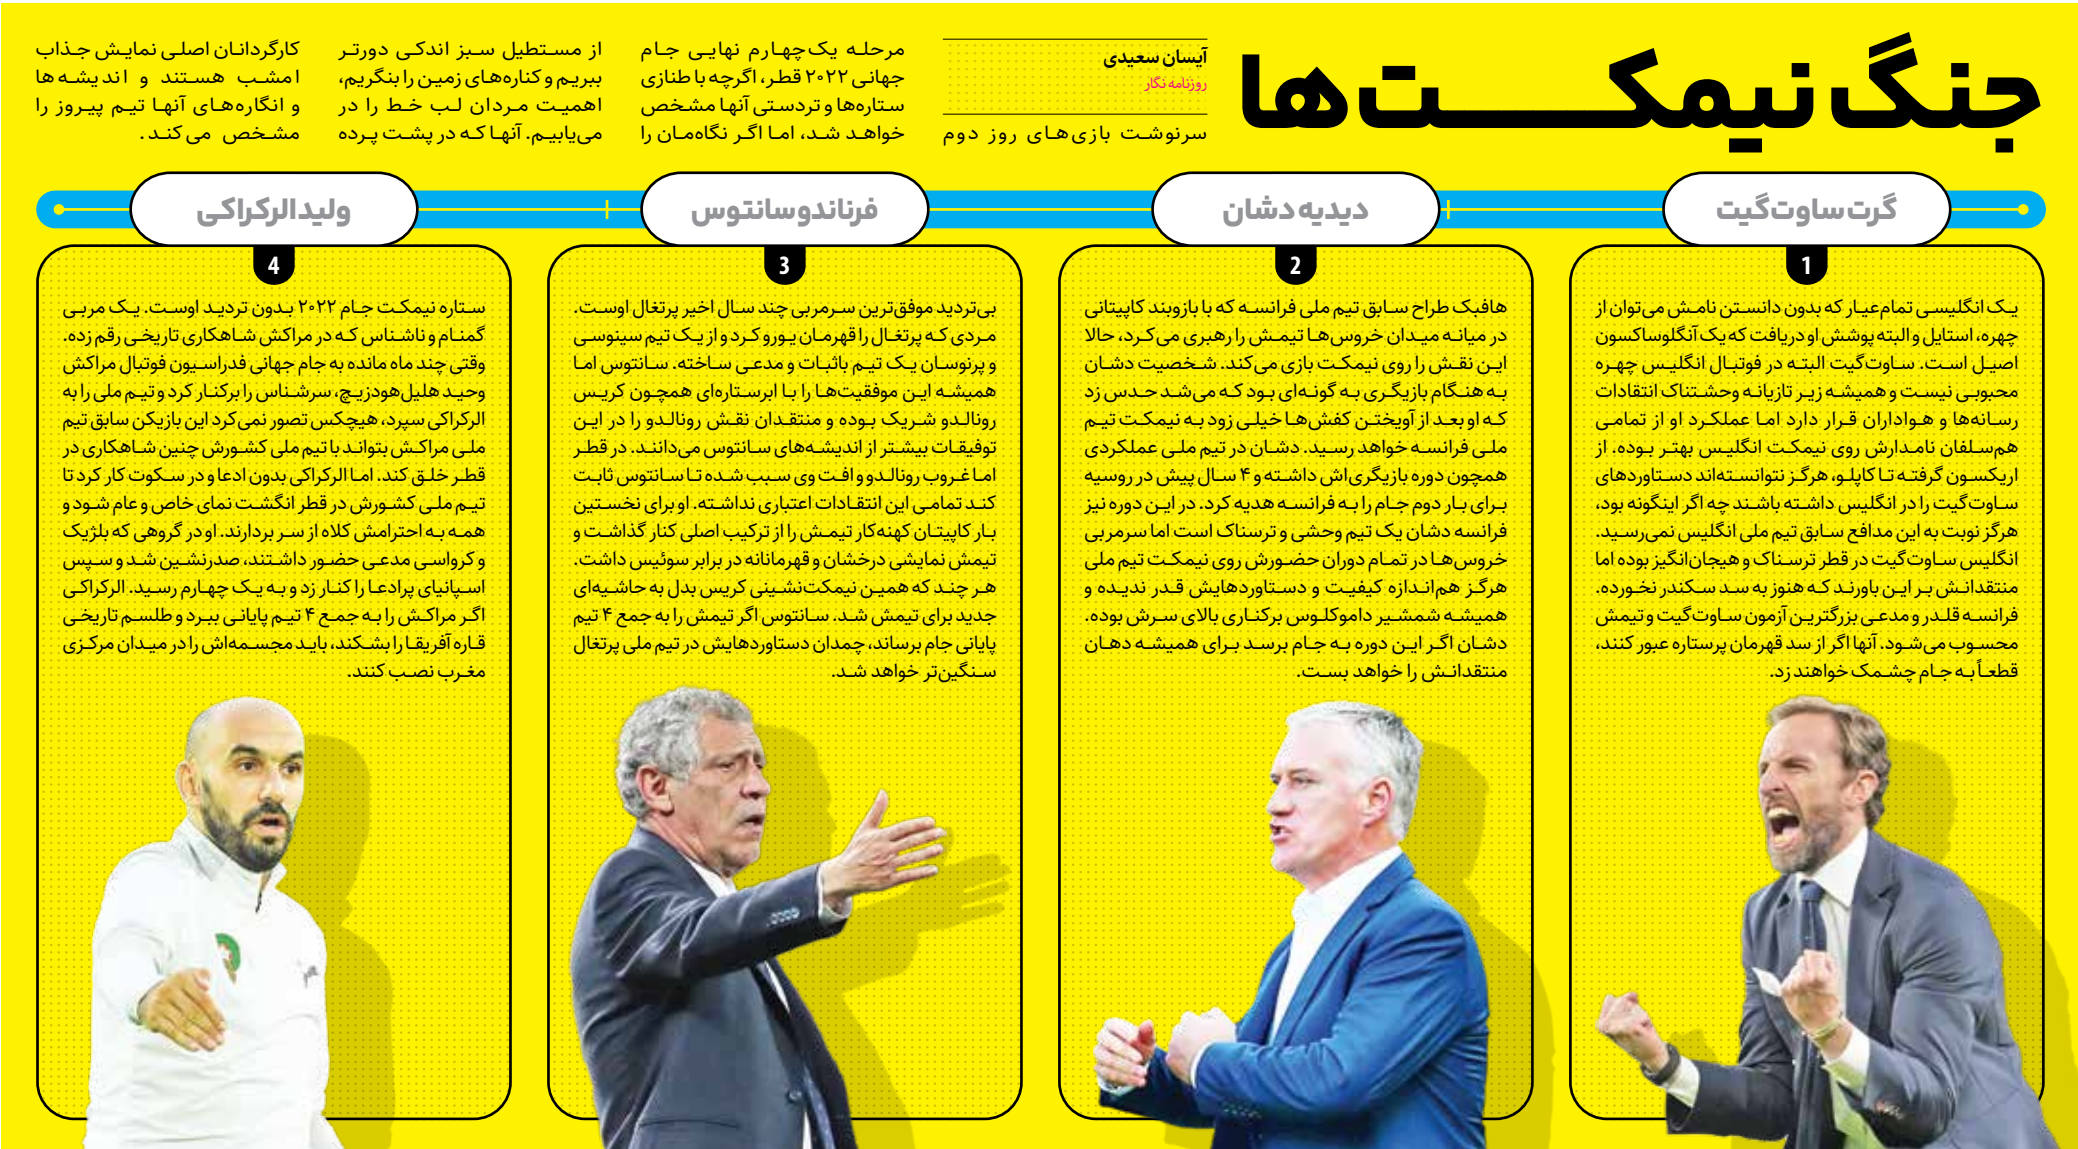 جنگ نیمکت‌ها
آیسان سعیدی
روزنامه نگار
سرنوشت بازی‌های روز دوم
مرحله یک‌چهارم نهایی جام
جهانی ۲۰۲۲ قطر، اگرچه با طنازی
ستاره‌ها و تردستی آنها مشخص
خواهد شد، اما اگر نگاه‌مان را
از مستطیل سبز اندکی دورتر
ببریم و کناره‌های زمین را بنگریم،
اهمیت مردان لب خط را در
می‌یابیم. آنها که در پشت پرده
کارگردانان اصلی نمایش جذاب
امشب هستند و اندیشه‌ها
و انگاره‌های آنها تیم پیروز را
مشخص می‌کند.
گرت ساوت‌گیت
1
یک انگلیسی تمام‌عیار که بدون دانستن نامش می‌توان از
چهره، استایل و البته پوشش او دریافت که یک آنگلوساکسون
اصیل است. ساوت‌گیت البته در فوتبال انگلیس چهره
محبوبی نیست و همیشه زیر تازیانه وحشتناک انتقادات
رسانه‌ها و هواداران قرار دارد اما عملکرد او از تمامی
هم‌سلفان نامدارش روی نیمکت انگلیس بهتر بوده. از
اریکسون گرفته تا کاپلو، هرگز نتوانسته‌اند دستاوردهای
ساوت‌گیت را در انگلیس داشته باشند چه اگر اینگونه بود،
هرگز نوبت به این مدافع سابق تیم ملی انگلیس نمی‌رسید.
انگلیس ساوت‌گیت در قطر ترسناک و هیجان‌انگیز بوده اما
منتقدانش بر این باورند که هنوز به سد سکندر نخورده.
فرانسه قلدر و مدعی بزرگترین آزمون ساوت‌گیت و تیمش
محسوب می‌شود. آنها اگر از سد قهرمان پرستاره عبور کنند،
قطعاً به جام چشمک خواهند زد.
دیدیه دشان
2
هافبک طراح سابق تیم ملی فرانسه که با بازوبند کاپیتانی
در میانه میدان خروس‌ها تیمش را رهبری می‌کرد، حالا
این نقش را روی نیمکت بازی می‌کند. شخصیت دشان
به هنگام بازیگری به گونه‌ای بود که می‌شد حدس زد
که او بعد از آویختن کفش‌ها خیلی زود به نیمکت تیم
ملی فرانسه خواهد رسید. دشان در تیم ملی عملکردی
همچون دوره بازیگری‌اش داشته و ۴ سال پیش در روسیه
برای بار دوم جام را به فرانسه هدیه کرد. در این دوره نیز
فرانسه دشان یک تیم وحشی و ترسناک است اما سرمربی
خروس‌ها در تمام دوران حضورش روی نیمکت تیم ملی
هرگز هم‌اندازه کیفیت و دستاوردهایش قدر ندیده و
همیشه شمشیر داموکلوس برکناری بالای سرش بوده.
دشان اگر این دوره به جام برسد برای همیشه دهان
منتقدانش را خواهد بست.
فرناندو سانتوس
3
بی‌تردید موفق‌ترین سرمربی چند سال اخیر پرتغال اوست.
مردی که پرتغال را قهرمان یورو کرد و از یک تیم سینوسی
و پرنوسان یک تیم باثبات و مدعی ساخته. سانتوس اما
همیشه این موفقیت‌ها را با ابرستاره‌ای همچون کریس
رونالدو شریک بوده و منتقدان نقش رونالدو را در این
توفیقات بیشتر از اندیشه‌های سانتوس می‌دانند. در قطر
اما غروب رونالدو و افت وی سبب شده تا سانتوس ثابت
کند تمامی این انتقادات اعتباری نداشته. او برای نخستین
بار کاپیتان کهنه‌کار تیمش را از ترکیب اصلی کنار گذاشت و
تیمش نمایشی درخشان و قهرمانانه در برابر سوئیس داشت.
هر چند که همین نیمکت‌نشینی کریس بدل به حاشیه‌ای
جدید برای تیمش شد. سانتوس اگر تیمش را به جمع ۴ تیم
پایانی جام برساند، چمدان دستاوردهایش در تیم ملی پرتغال
سنگین‌تر خواهد شد.
ولید الرکراکی
4
ستاره نیمکت جام ۲۰۲۲ بدون تردید اوست. یک مربی
گمنام و ناشناس که در مراکش شاهکاری تاریخی رقم زده.
وقتی چند ماه مانده به جام جهانی فدراسیون فوتبال مراکش
وحید هلیل‌هودزیچ، سرشناس را برکنار کرد و تیم ملی را به
الرکراکی سپرد، هیچکس تصور نمی‌کرد این بازیکن سابق تیم
ملی مراکش بتواند با تیم ملی کشورش چنین شاهکاری در
قطر خلق کند. اما الرکراکی بدون ادعا و در سکوت کار کرد تا
تیم ملی کشورش در قطر انگشت نمای خاص و عام شود و
همه به احترامش کلاه از سر بردارند. او در گروهی که بلژیک
و کرواسی مدعی حضور داشتند، صدرنشین شد و سپس
اسپانیای پرادعا را کنار زد و به یک چهارم رسید. الرکراکی
اگر مراکش را به جمع ۴ تیم پایانی ببرد و طلسم تاریخی
قاره آفریقا را بشکند، باید مجسمه‌اش را در میدان مرکزی
مغرب نصب کنند.